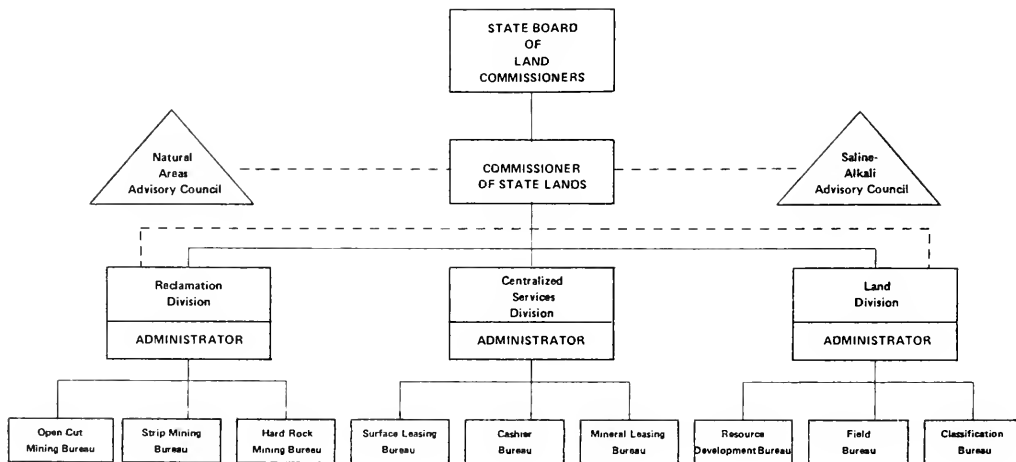 STATE BOARD
OF
LAND
COMMISSIONERS
Natural
Areas
Advisory Council
COMMISSIONER
OF STATE LANDS
Saline-
Alkali
Advisory Council
Reclamation
Division
ADMINISTRATOR
Centralized
Services
Division
ADMINISTRATOR
Land
Division
ADMINISTRATOR
Open Cut
Mining Bureau
Strip Mining
Bureau
Hard Rock
Mining Bureau
Surface Leasing
Bureau
Cashier
Bureau
Mineral Leasing
Bureau
Resource
Development Bureau
Field
Bureau
Classification
Bureau